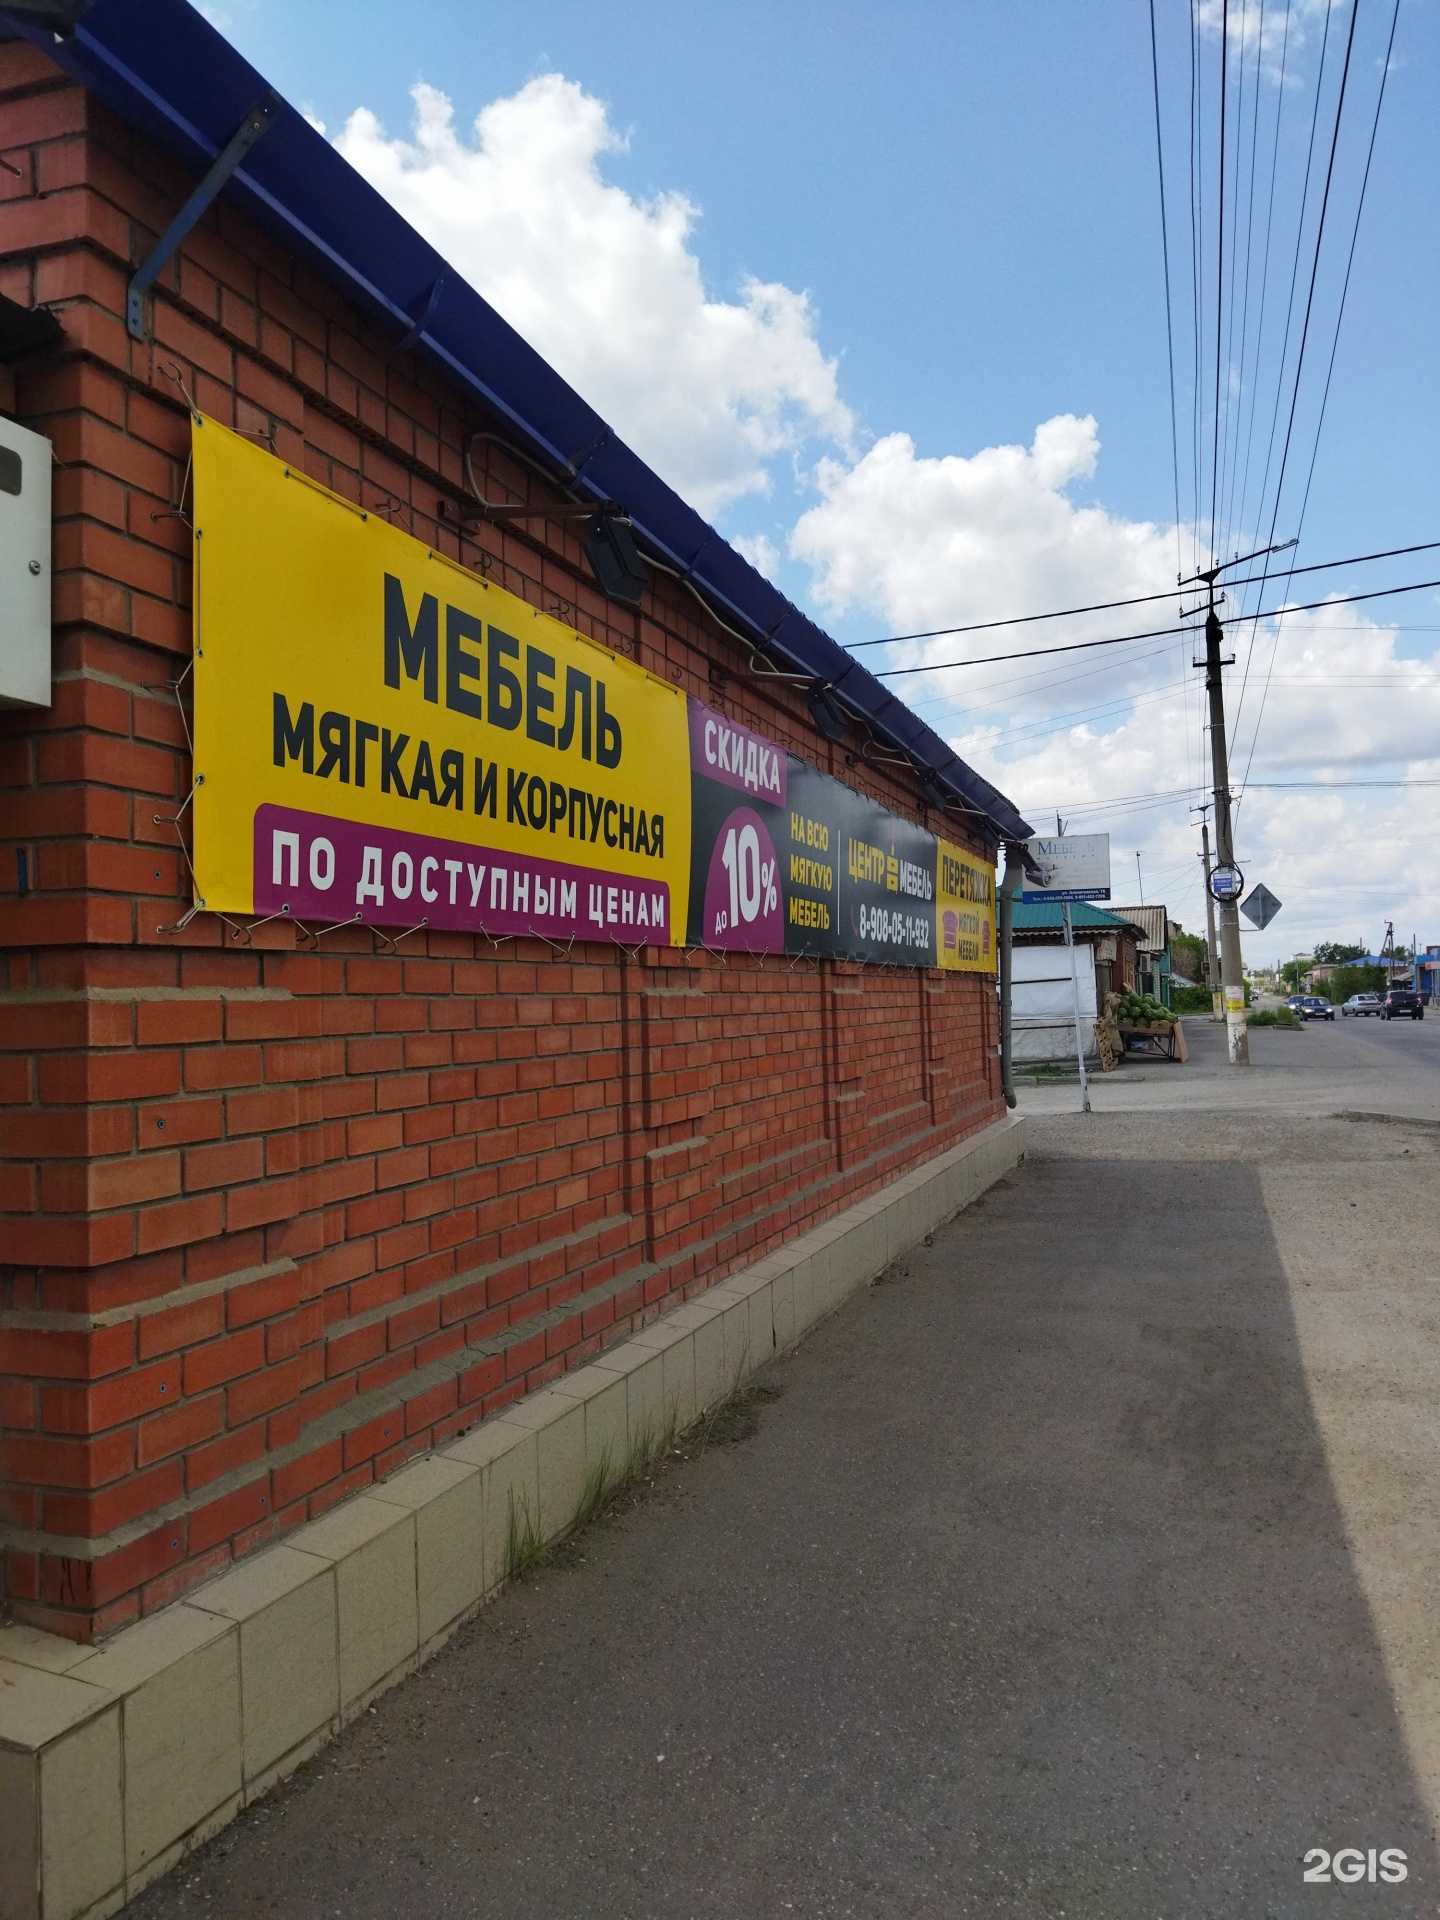 МЕБЕЛЬ
МЯГКАЯ И КОРПУСНАЯ
ПО ДОСТУПНЫМ ЦЕНАМ
СКИДКА
ДО 10%
НА ВСЮ
МЯГКУЮ
МЕБЕЛЬ
ЦЕНТР МЕБЕЛЬ
8-908-05-11-932
ПЕРЕТЯЖКА
МЯГКОЙ
МЕБЕЛИ
МЕБЕЛЬ
2GIS